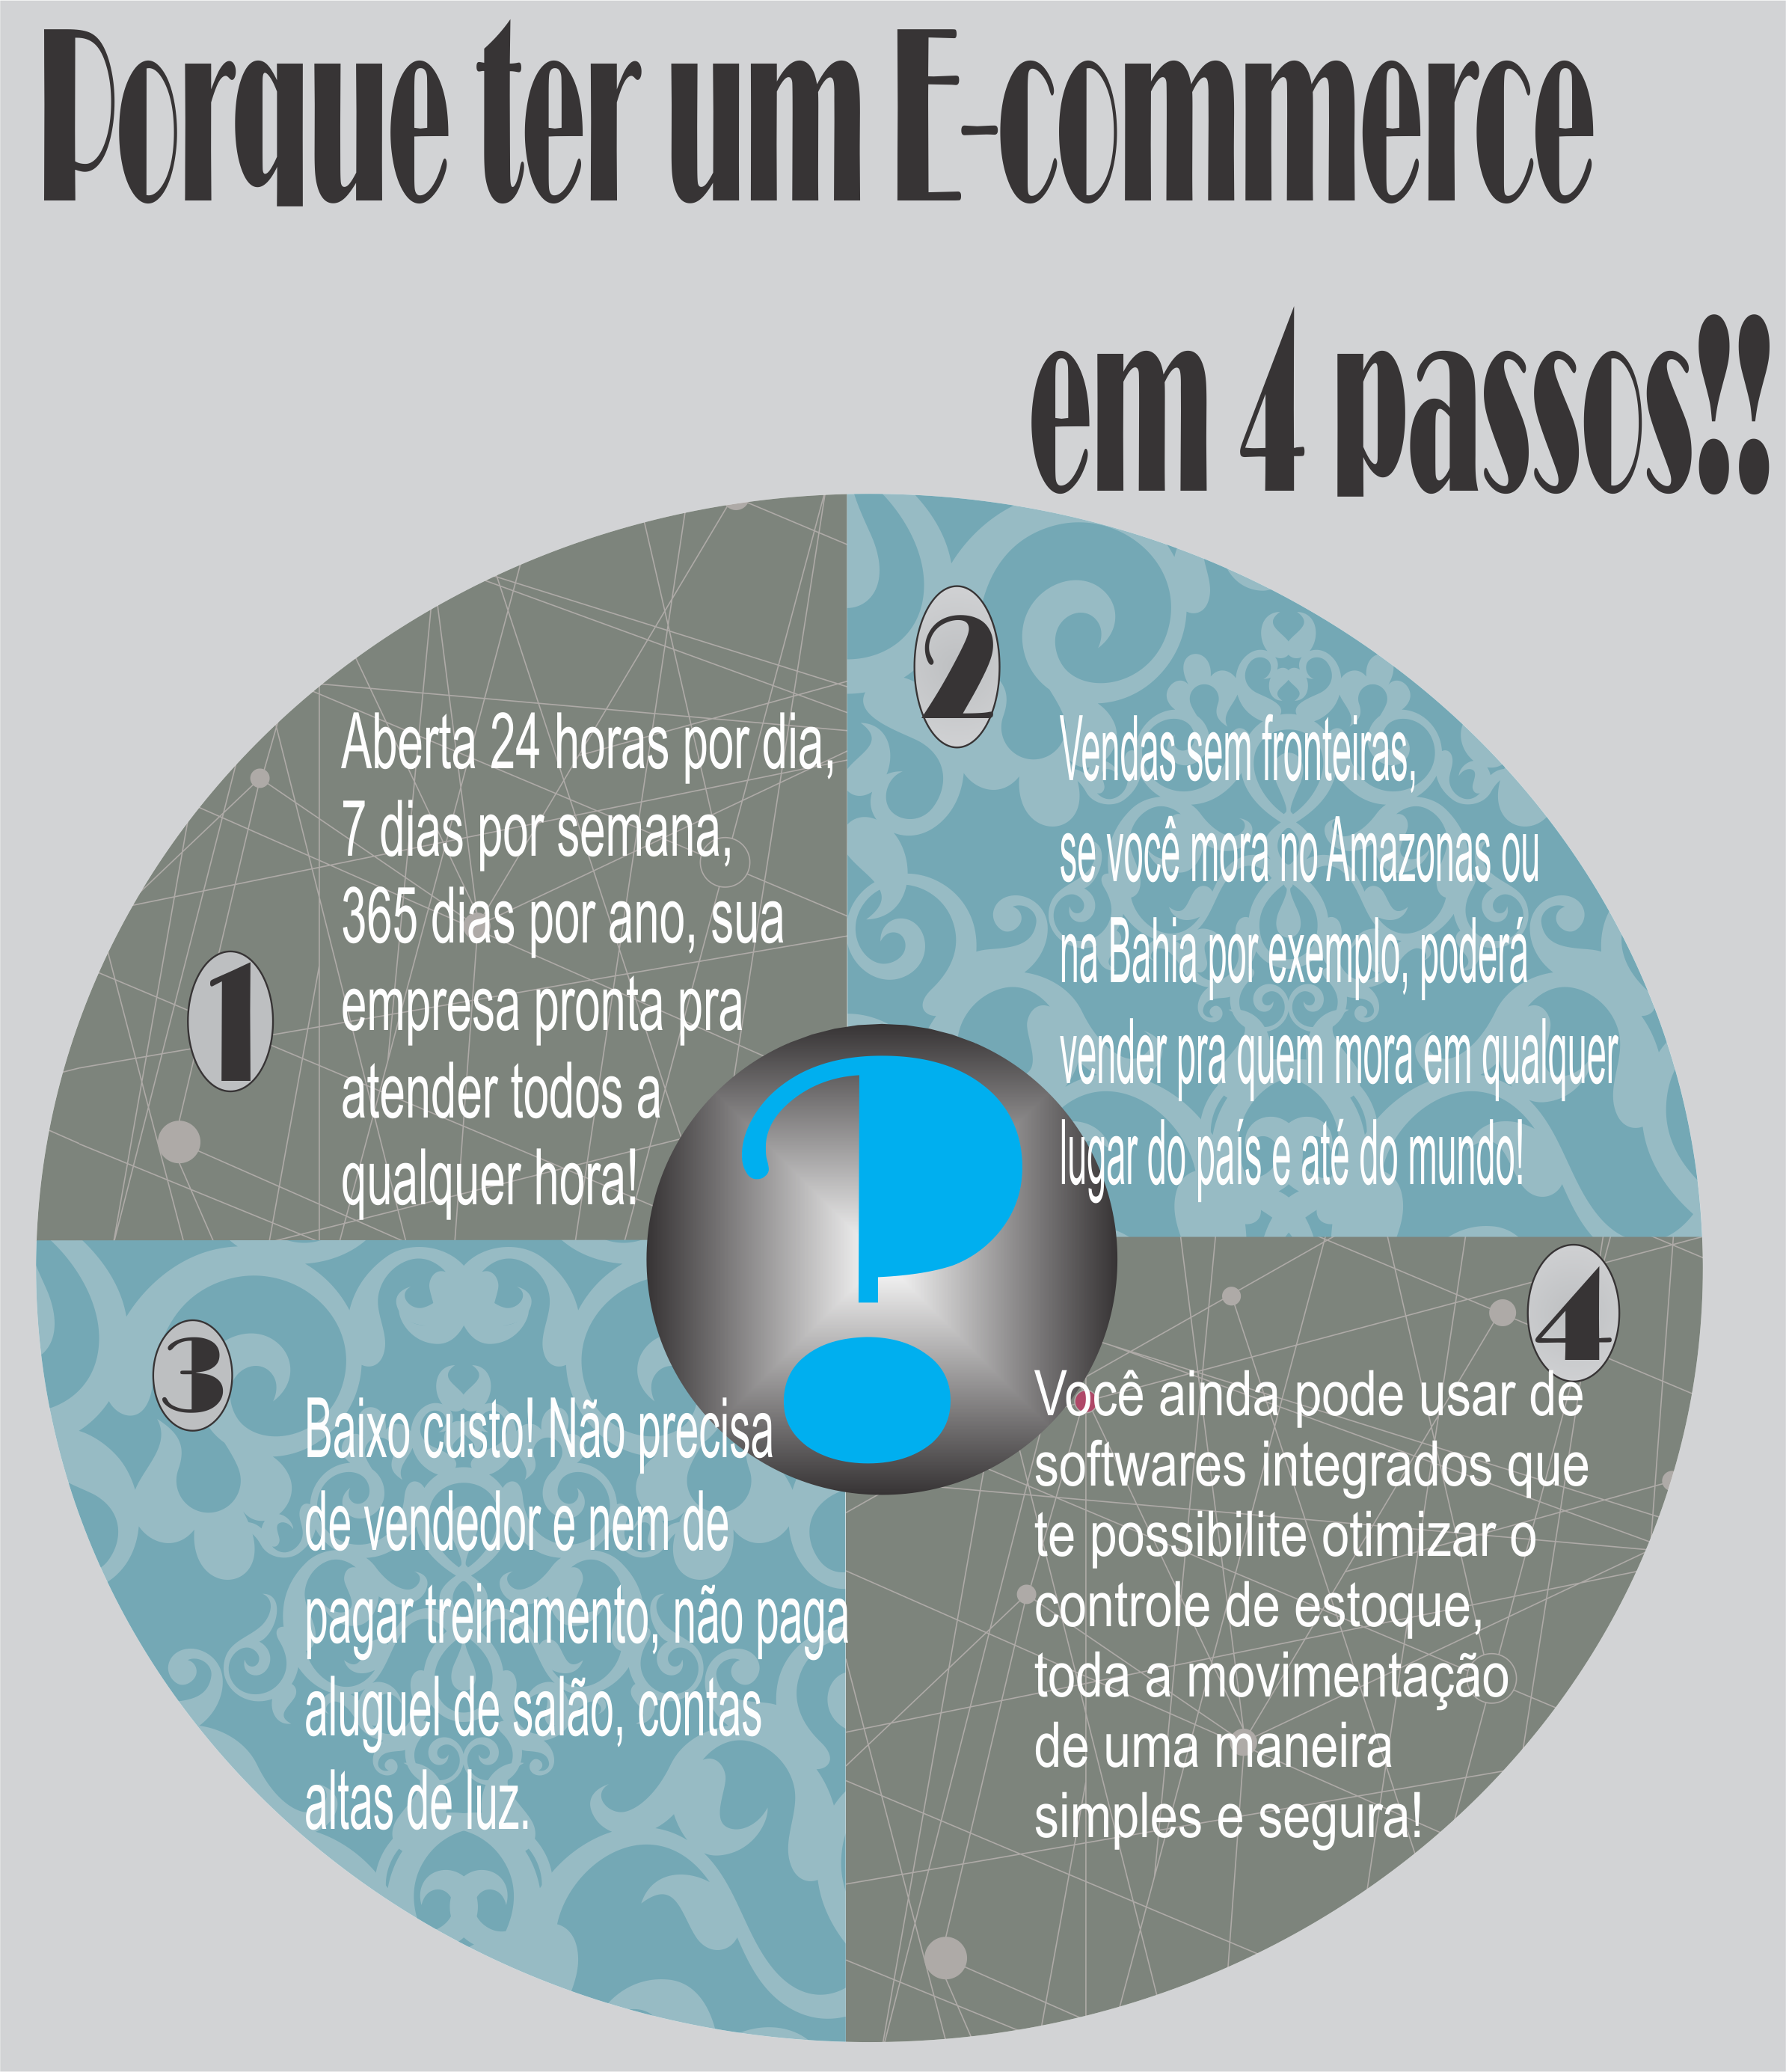 Porque ter um E-commerce
em 4 passos!!
1
Aberta 24 horas por dia,
7 dias por semana,
365 dias por ano, sua
empresa pronta pra
atender todos a
qualquer hora!
2
Vendas sem fronteiras,
se você mora no Amazonas ou
na Bahia por exemplo, poderá
vender pra quem mora em qualquer
lugar do país e até do mundo!
?
3
Baixo custo! Não precisa
de vendedor e nem de
pagar treinamento, não paga
aluguel de salão, contas
altas de luz.
4
Você ainda pode usar de
softwares integrados que
te possibilite otimizar o
controle de estoque,
toda a movimentação
de uma maneira
simples e segura!